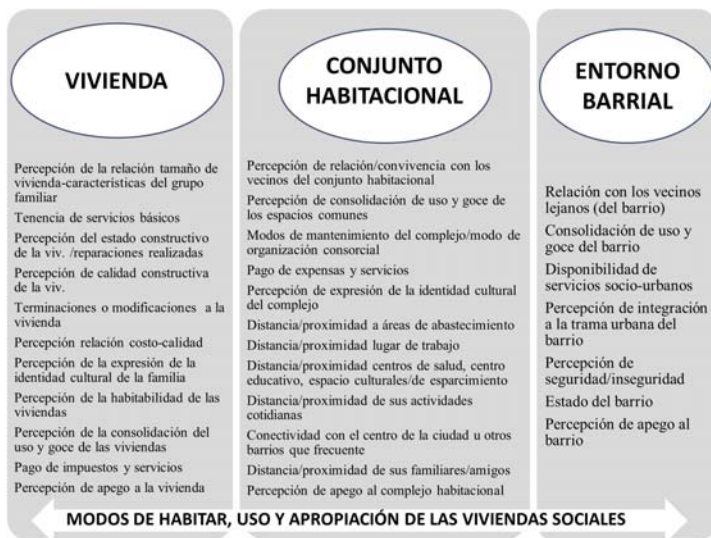 VIVIENDA
Percepción de la relación tamaño de
vivienda-características del grupo
familiar
Tenencia de servicios básicos
Percepción del estado constructivo
de la viv. /reparaciones realizadas
Percepción de calidad constructiva
de la viv.
Terminaciones o modificaciones a la
vivienda
Percepción relación costo-calidad
Percepción de la expresión de la
identidad cultural de la familia
Percepción de la habitabilidad de las
viviendas
Percepción de la consolidación del
uso y goce de las viviendas
Pago de impuestos y servicios
Percepción de apego a la vivienda
CONJUNTO
HABITACIONAL
Percepción de relación/convivencia con los
vecinos del conjunto habitacional
Percepción de consolidación de uso y goce de
los espacios comunes
Modos de mantenimiento del complejo/modo de
organización consorcial
Pago de expensas y servicios
Percepción de expresión de la identidad cultural
del complejo
Distancia/proximidad a áreas de abastecimiento
Distancia/proximidad lugar de trabajo
Distancia/proximidad centros de salud, centro
educativo, espacio culturales/de esparcimiento
Distancia/proximidad de sus actividades
cotidianas
Conectividad con el centro de la ciudad u otros
barrios que frecuente
Distancia/proximidad de sus familiares/amigos
Percepción de apego al complejo habitacional
ENTORNO
BARRIAL
Relación con los vecinos
lejanos (del barrio)
Consolidación de uso y
goce del barrio
Disponibilidad de
servicios socio-urbanos
Percepción de integración
a la trama urbana del
barrio
Percepción de
seguridad/inseguridad
Estado del barrio
Percepción de apego al
barrio
MODOS DE HABITAR, USO Y APROPIACIÓN DE LAS VIVIENDAS SOCIALES